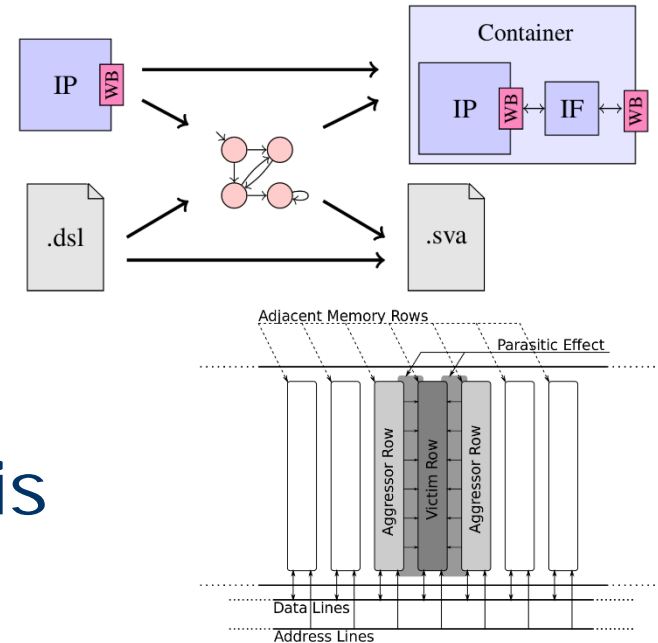 Container
IP
WB
IP
WB
IF
WB
.dsl
.sva
Adjacent Memory Rows
Parasitic Effect
is
Aggressor Row
Victim Row
Aggressor Row
Data Lines
Address Lines